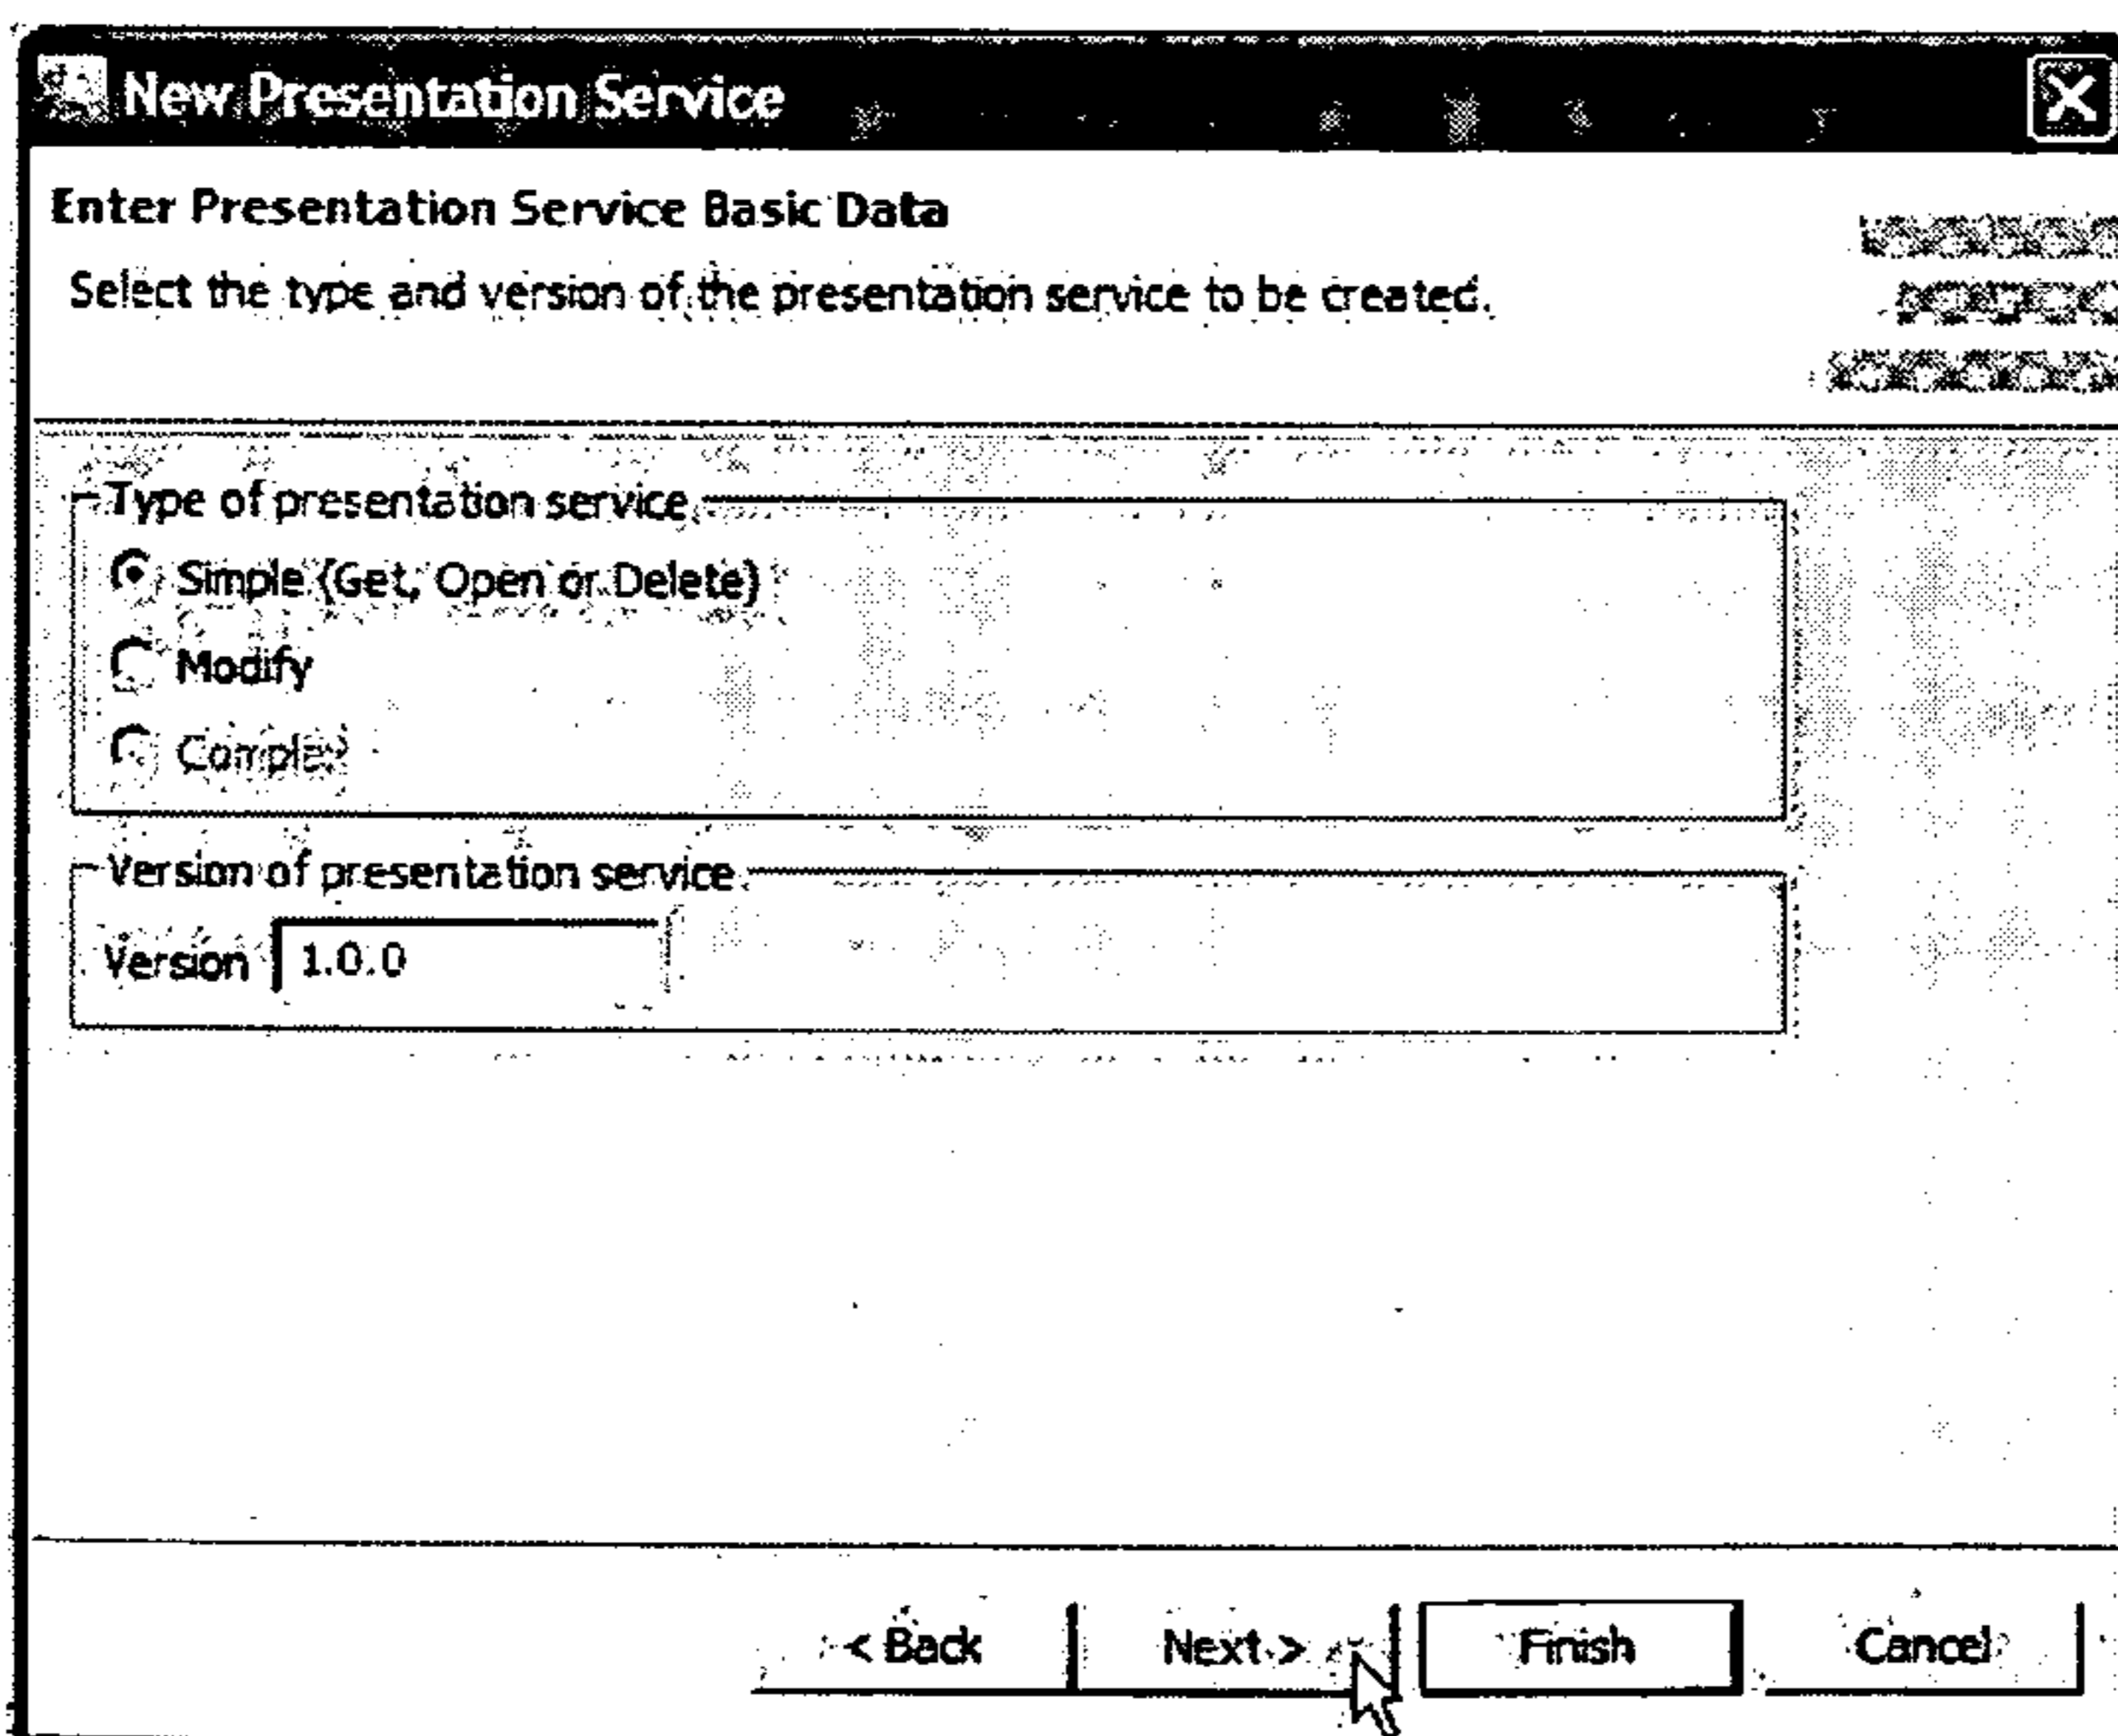 New Presentation Service
Enter Presentation Service Basic Data
Select the type and version of the presentation service to be created.
Type of presentation service
Simple (Get, Open or Delete)
Modify
Complex
Version of presentation service
Version 1.0.0
< Back Next > Finish Cancel